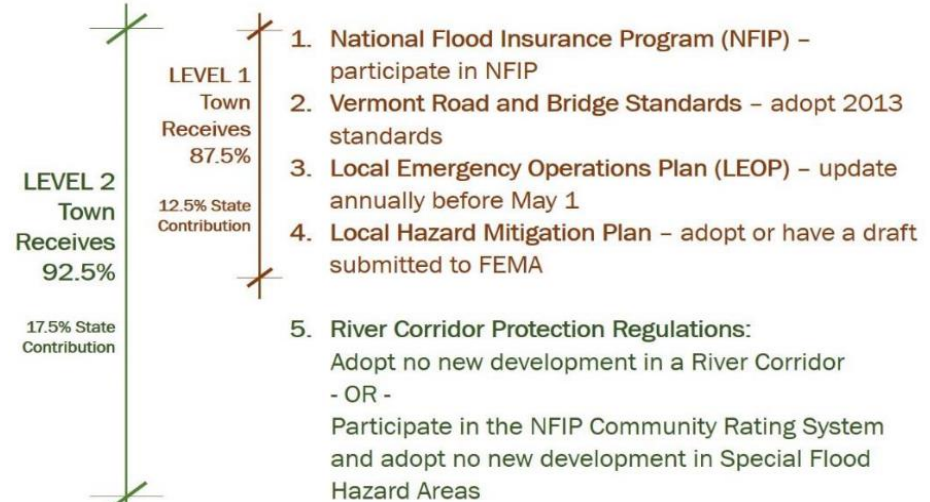 LEVEL 2
Town
Receives
92.5%
17.5% State
Contribution
LEVEL 1
Town
Receives
87.5%
12.5% State
Contribution
1. National Flood Insurance Program (NFIP) –
participate in NFIP
2. Vermont Road and Bridge Standards – adopt 2013
standards
3. Local Emergency Operations Plan (LEOP) – update
annually before May 1
4. Local Hazard Mitigation Plan – adopt or have a draft
submitted to FEMA
5. River Corridor Protection Regulations:
Adopt no new development in a River Corridor
- OR -
Participate in the NFIP Community Rating System
and adopt no new development in Special Flood
Hazard Areas